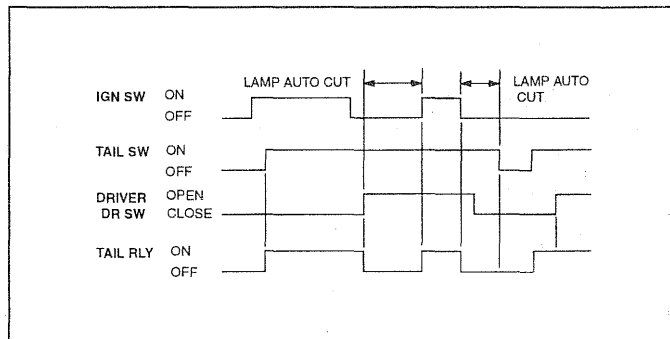 LAMP AUTO CUT
LAMP AUTO
CUT
IGN SW ON
OFF
TAIL SW ON
OFF
DRIVER OPEN
DR SW CLOSE
TAIL RLY ON
OFF